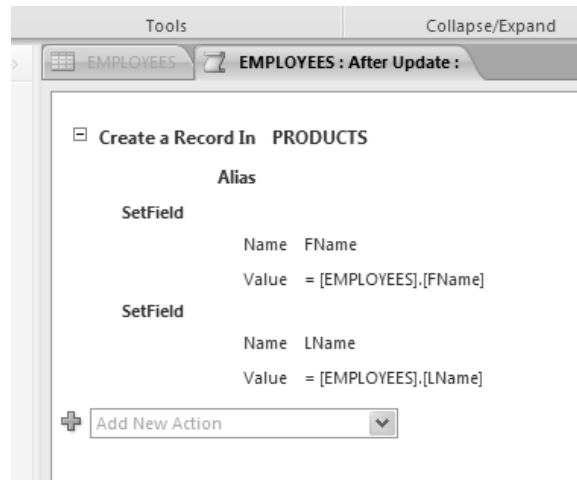 Tools Collapse/Expand
EMPLOYEES EMPLOYEES : After Update :
Create a Record In PRODUCTS
Alias
SetField
Name FName
Value = [EMPLOYEES].[FName]
SetField
Name LName
Value = [EMPLOYEES].[LName]
Add New Action